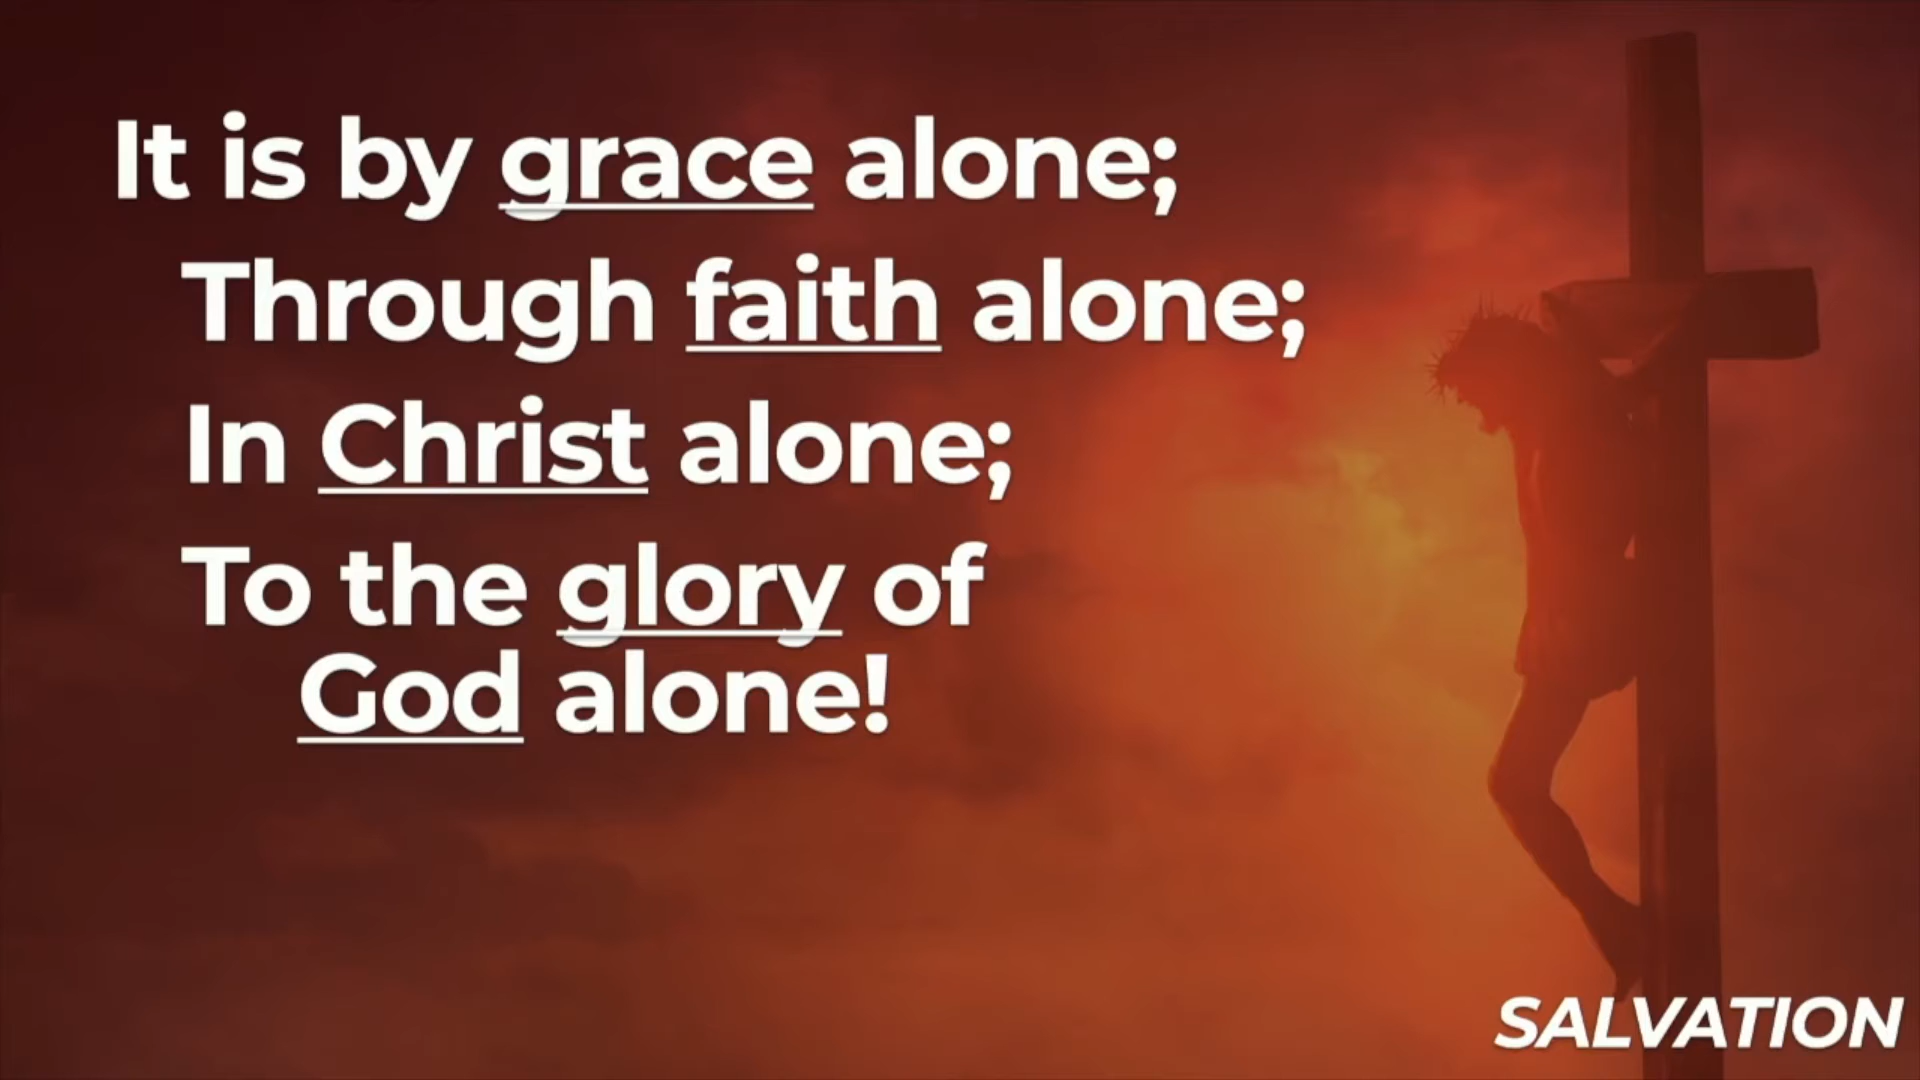 It is by grace alone;
Through faith alone;
In Christ alone;
To the glory of
God alone!
SALVATION